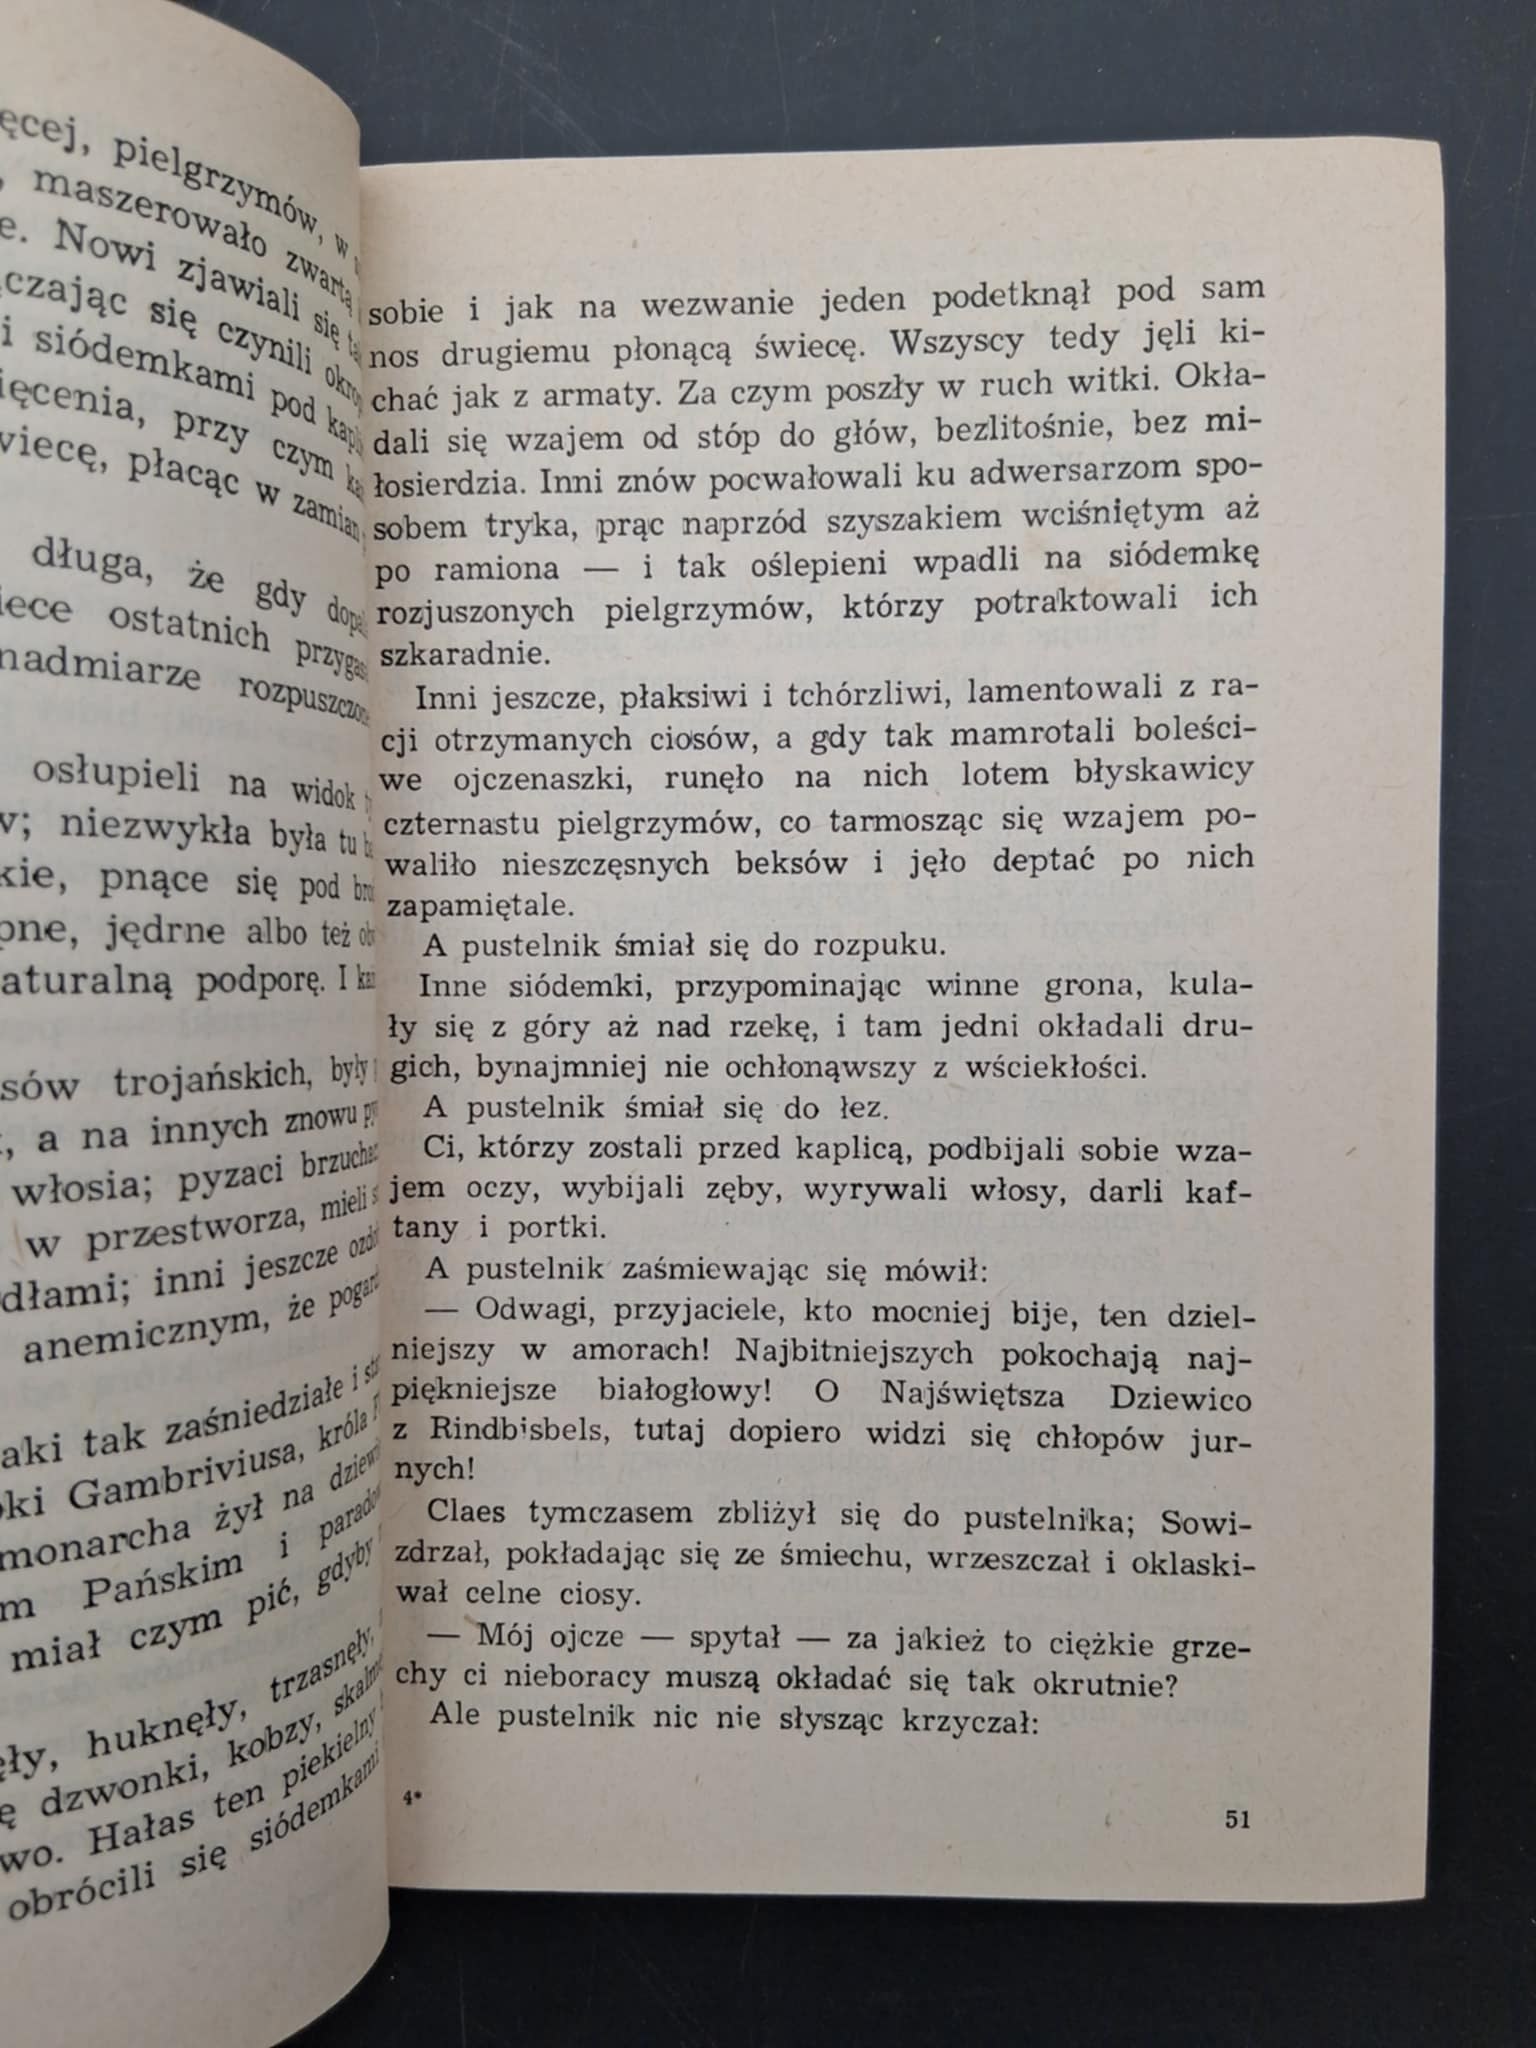 ęcej, pielgrzymów, w
maszerowało zwartą
e. Nowi zjawiali się
czając się czynili
i siódemkami pod
ięcenia, przy czym
wiecę, płacąc w zamian
długa, że gdy
iece ostatnich
nadmiarze
osłupieli na widok
w; niezwykła była tu
kie, pnące się pod
pne, jędrne albo też
aturalną podporę. I
sów trojańskich, były
, a na innych znowu
włosia; pyzaci
w przestworza, mieli
dłami; inni jeszcze
anemicznym, że
aki tak zaśniedziałe i
oki Gambriviusa, króla
monarcha żył na
m Pańskim i
miał czym pić, gdyby
ęły, huknęły, trzasnęły,
ę dzwonki, kobzy,
wo. Hałas ten piekielny
obrócili się siódemkami
sobie i jak na wezwanie jeden podetknął pod sam
nos drugiemu płonącą świecę. Wszyscy tedy jęli ki-
chać jak z armaty. Za czym poszły w ruch witki. Okła-
dali się wzajem od stóp do głów, bezlitośnie, bez mi-
łosierdzia. Inni znów pocwałowali ku adwersarzom spo-
sobem tryka, prąc naprzód szyszakiem wciśniętym aż
po ramiona — i tak oślepieni wpadli na siódemkę
rozjuszonych pielgrzymów, którzy potraktowali ich
szkaradnie.
Inni jeszcze, płaksiwi i tchórzliwi, lamentowali z ra-
cji otrzymanych ciosów, a gdy tak mamrotali boleści-
we ojczenaszki, runęło na nich lotem błyskawicy
czternastu pielgrzymów, co tarmosząc się wzajem po-
waliło nieszczęsnych beksów i jęło deptać po nich
zapamiętale.
A pustelnik śmiał się do rozpuku.
Inne siódemki, przypominając winne grona, kula-
ły się z góry aż nad rzekę, i tam jedni okładali dru-
gich, bynajmniej nie ochłonąwszy z wściekłości.
A pustelnik śmiał się do łez.
Ci, którzy zostali przed kaplicą, podbijali sobie wza-
jem oczy, wybijali zęby, wyrywali włosy, darli kaf-
tany i portki.
A pustelnik zaśmiewając się mówił:
— Odwagi, przyjaciele, kto mocniej bije, ten dziel-
niejszy w amorach! Najbitniejszych pokochają naj-
piękniejsze białogłowy! O Najświętsza Dziewico
z Rindbisbels, tutaj dopiero widzi się chłopów jur-
nych!
Claes tymczasem zbliżył się do pustelnika; Sowi-
zdrzał, pokładając się ze śmiechu, wrzeszczał i oklaski-
wał celne ciosy.
— Mój ojcze — spytał — za jakież to ciężkie grze-
chy ci nieboracy muszą okładać się tak okrutnie?
Ale pustelnik nic nie słysząc krzyczał:
4*
51